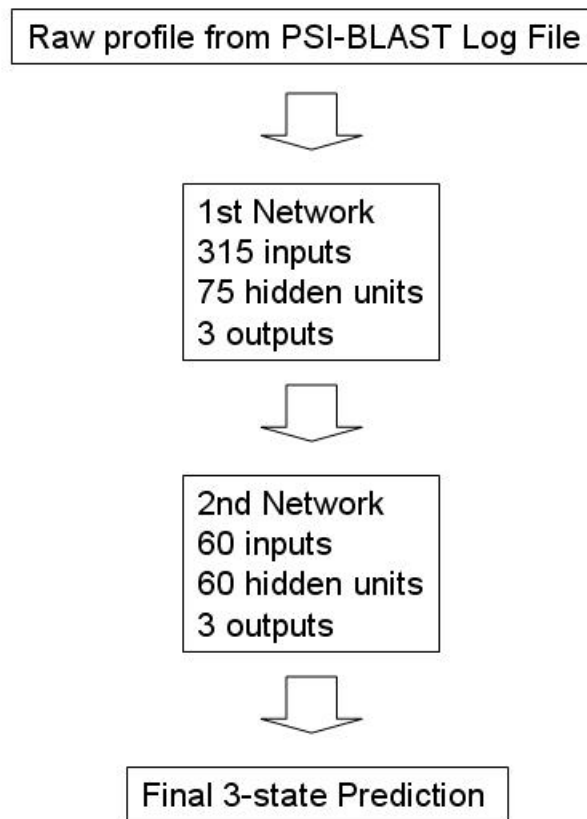 Raw profile from PSI-BLAST Log File
1st Network
315 inputs
75 hidden units
3 outputs
2nd Network
60 inputs
60 hidden units
3 outputs
Final 3-state Prediction